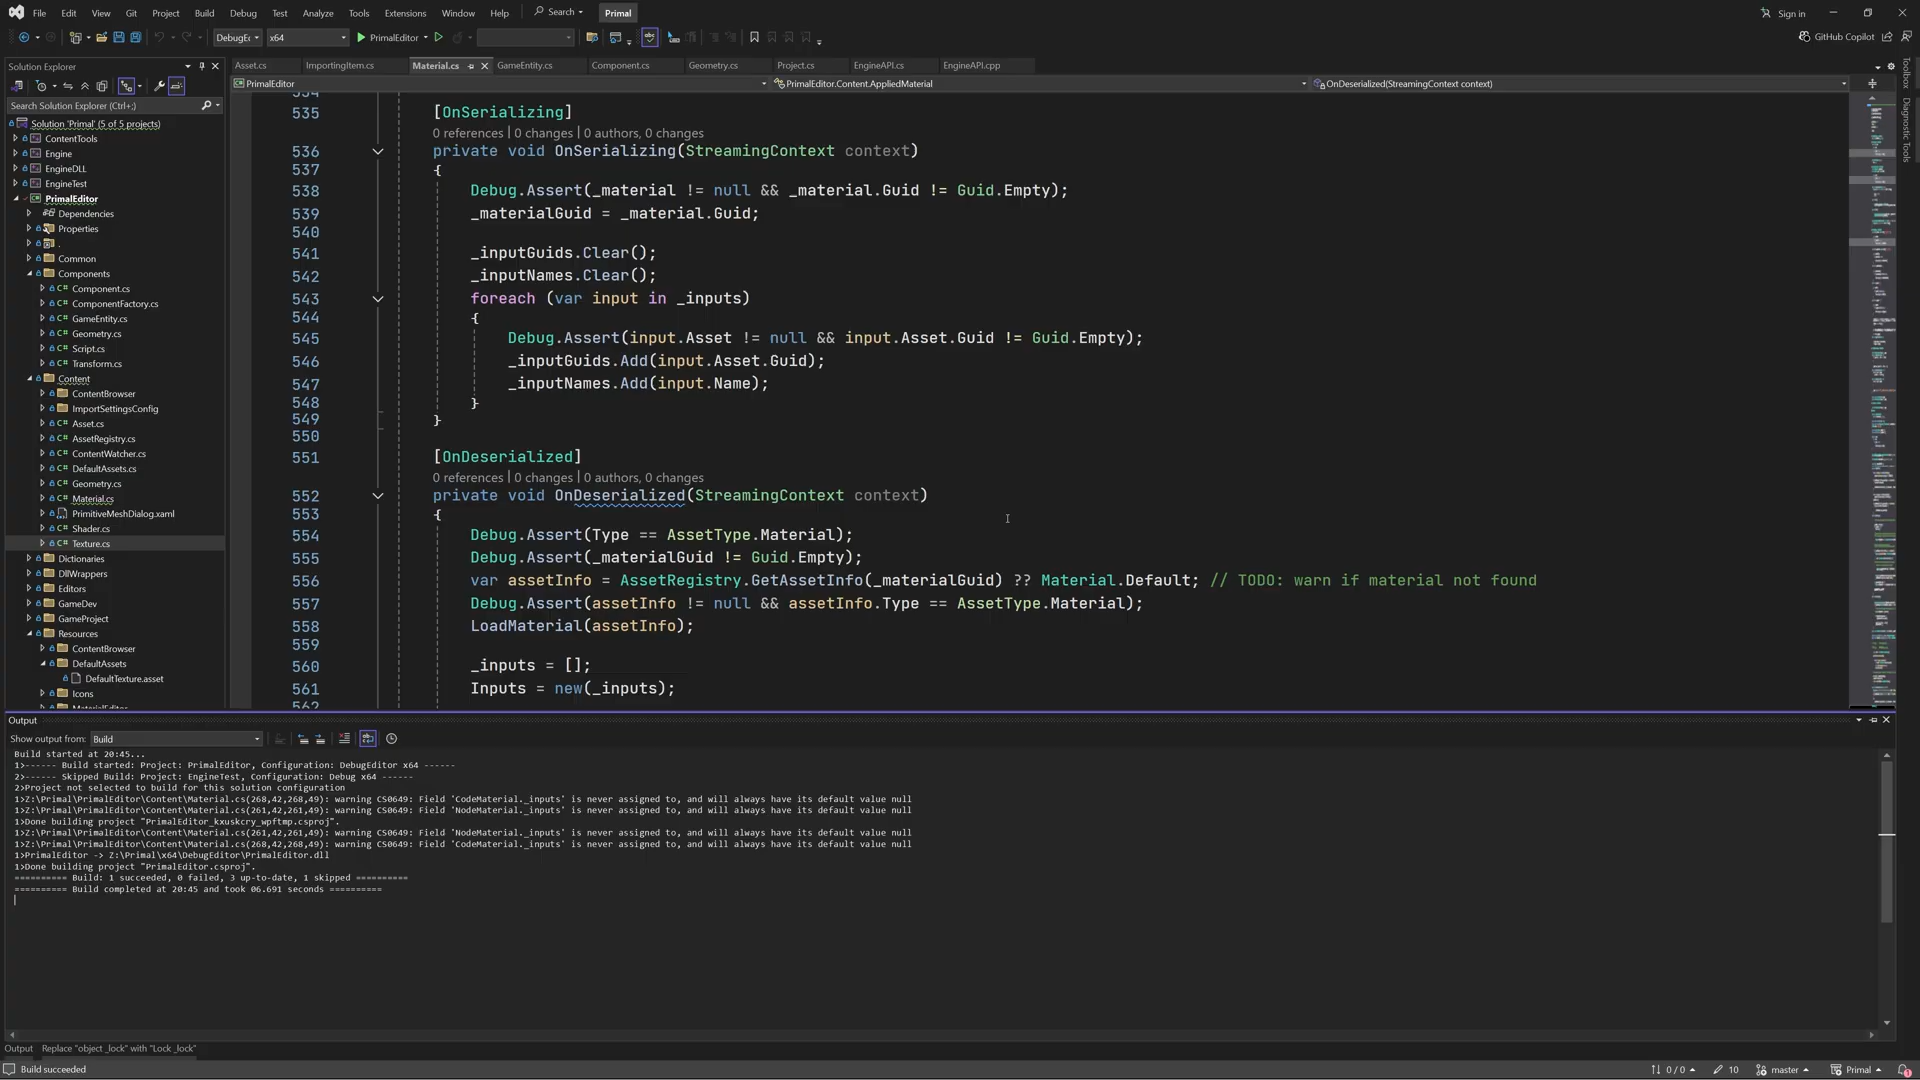 File Edit View Git Project Build Debug Test Analyze Tools Extensions Window Help Search Primal Sign in
DebugEc x64 PrimalEditor GitHub Copilot
Solution Explorer
Asset.cs ImportingItem.cs Material.cs GameEntity.cs Component.cs Geometry.cs Project.cs EngineAPI.cs EngineAPI.cpp
PrimalEditor PrimalEditor.Content.AppliedMaterial OnDeserialized(StreamingContext context)
Toolbox
Diagnostic Tools
Search Solution Explorer (Ctrl+;)
Solution 'Primal' (5 of 5 projects)
ContentTools
Engine
EngineDLL
EngineTest
PrimalEditor
Dependencies
Properties
.
Common
Components
C# Component.cs
C# ComponentFactory.cs
C# GameEntity.cs
C# Geometry.cs
C# Script.cs
C# Transform.cs
Content
ContentBrowser
ImportSettingsConfig
C# Asset.cs
C# AssetRegistry.cs
C# ContentWatcher.cs
C# DefaultAssets.cs
C# Geometry.cs
C# Material.cs
PrimitiveMeshDialog.xaml
C# Shader.cs
C# Texture.cs
Dictionaries
DllWrappers
Editors
GameDev
GameProject
Resources
ContentBrowser
DefaultAssets
DefaultTexture.asset
Icons
MaterialEditor
534
535 [OnSerializing]
0 references | 0 changes | 0 authors, 0 changes
536 private void OnSerializing(StreamingContext context)
537 {
538 Debug.Assert(_material != null && _material.Guid != Guid.Empty);
539 _materialGuid = _material.Guid;
540
541 _inputGuids.Clear();
542 _inputNames.Clear();
543 foreach (var input in _inputs)
544 {
545 Debug.Assert(input.Asset != null && input.Asset.Guid != Guid.Empty);
546 _inputGuids.Add(input.Asset.Guid);
547 _inputNames.Add(input.Name);
548 }
549 }
550
551 [OnDeserialized]
0 references | 0 changes | 0 authors, 0 changes
552 private void OnDeserialized(StreamingContext context)
553 {
554 Debug.Assert(Type == AssetType.Material);
555 Debug.Assert(_materialGuid != Guid.Empty);
556 var assetInfo = AssetRegistry.GetAssetInfo(_materialGuid) ?? Material.Default; // TODO: warn if material not found
557 Debug.Assert(assetInfo != null && assetInfo.Type == AssetType.Material);
558 LoadMaterial(assetInfo);
559
560 _inputs = [];
561 Inputs = new(_inputs);
562
Output
Show output from: Build
Build started at 20:45...
1>------ Build started: Project: PrimalEditor, Configuration: DebugEditor x64 ------
2>------ Skipped Build: Project: EngineTest, Configuration: Debug x64 ------
2>Project not selected to build for this solution configuration
1>Z:\Primal\PrimalEditor\Content\Material.cs(268,42,268,49): warning CS0649: Field 'CodeMaterial._inputs' is never assigned to, and will always have its default value null
1>Z:\Primal\PrimalEditor\Content\Material.cs(261,42,261,49): warning CS0649: Field 'NodeMaterial._inputs' is never assigned to, and will always have its default value null
1>Done building project "PrimalEditor_kxuskcry_wpftmp.csproj".
1>Z:\Primal\PrimalEditor\Content\Material.cs(261,42,261,49): warning CS0649: Field 'NodeMaterial._inputs' is never assigned to, and will always have its default value null
1>Z:\Primal\PrimalEditor\Content\Material.cs(268,42,268,49): warning CS0649: Field 'CodeMaterial._inputs' is never assigned to, and will always have its default value null
1>PrimalEditor -> Z:\Primal\x64\DebugEditor\PrimalEditor.dll
1>Done building project "PrimalEditor.csproj".
========== Build: 1 succeeded, 0 failed, 3 up-to-date, 1 skipped ==========
========== Build completed at 20:45 and took 06.691 seconds ==========
Output Replace "object _lock" with "Lock _lock"
Build succeeded 0 / 0 10 master Primal 1